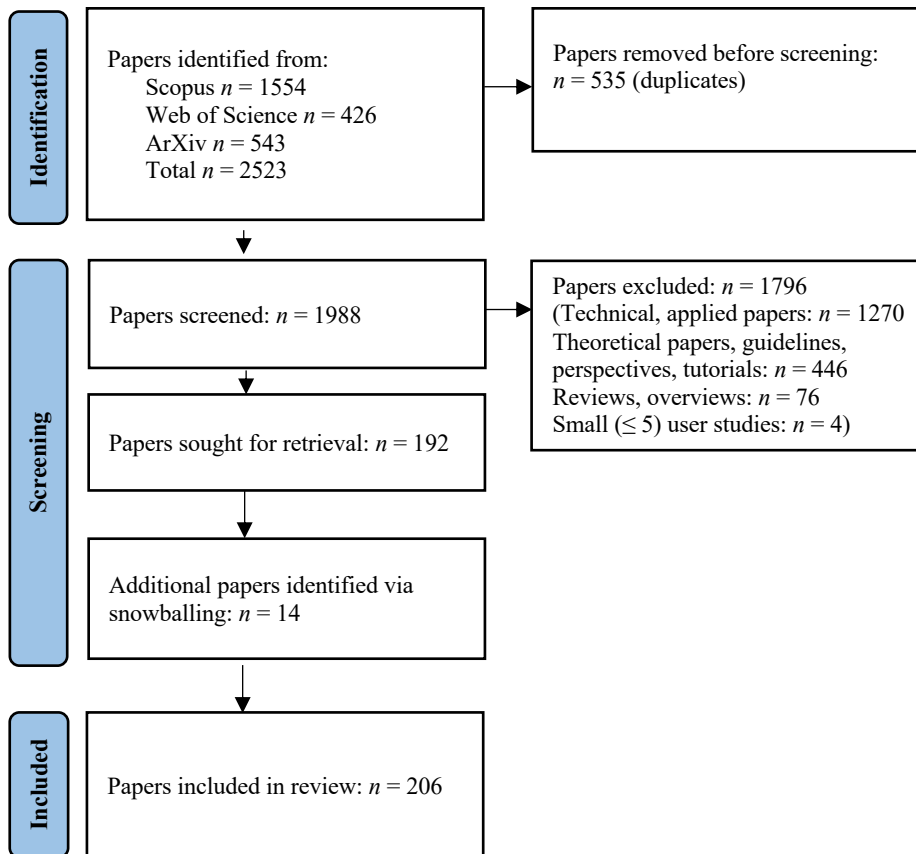 Identification
Papers identified from:
Scopus n = 1554
Web of Science n = 426
ArXiv n = 543
Total n = 2523
Papers removed before screening:
n = 535 (duplicates)
Screening
Papers screened: n = 1988
Papers excluded: n = 1796
(Technical, applied papers: n = 1270
Theoretical papers, guidelines,
perspectives, tutorials: n = 446
Reviews, overviews: n = 76
Small (≤ 5) user studies: n = 4)
Papers sought for retrieval: n = 192
Additional papers identified via
snowballing: n = 14
Included
Papers included in review: n = 206